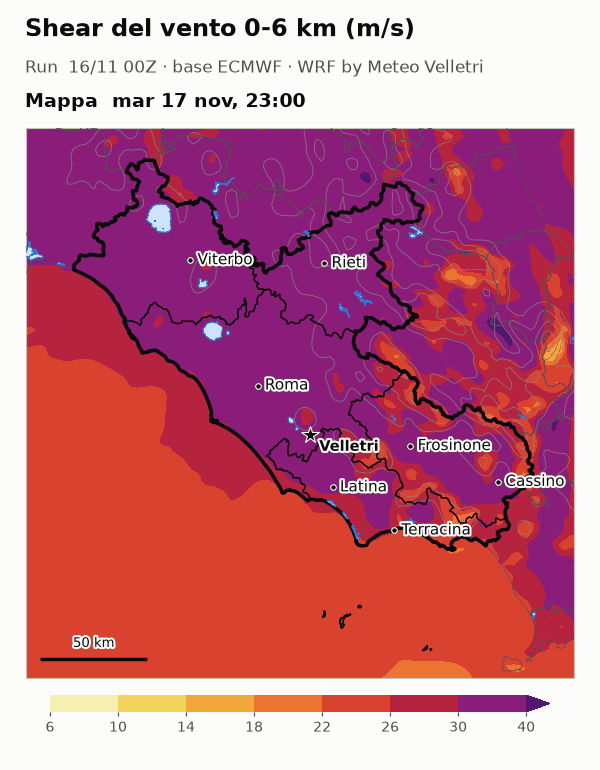 Shear del vento 0-6 km (m/s)
Run  16/11 00Z · base ECMWF · WRF by Meteo Velletri
Mappa  mar 17 nov, 23:00
Viterbo
Rieti
Roma
Velletri
Frosinone
Latina
Cassino
Terracina
50 km
6 10 14 18 22 26 30 40